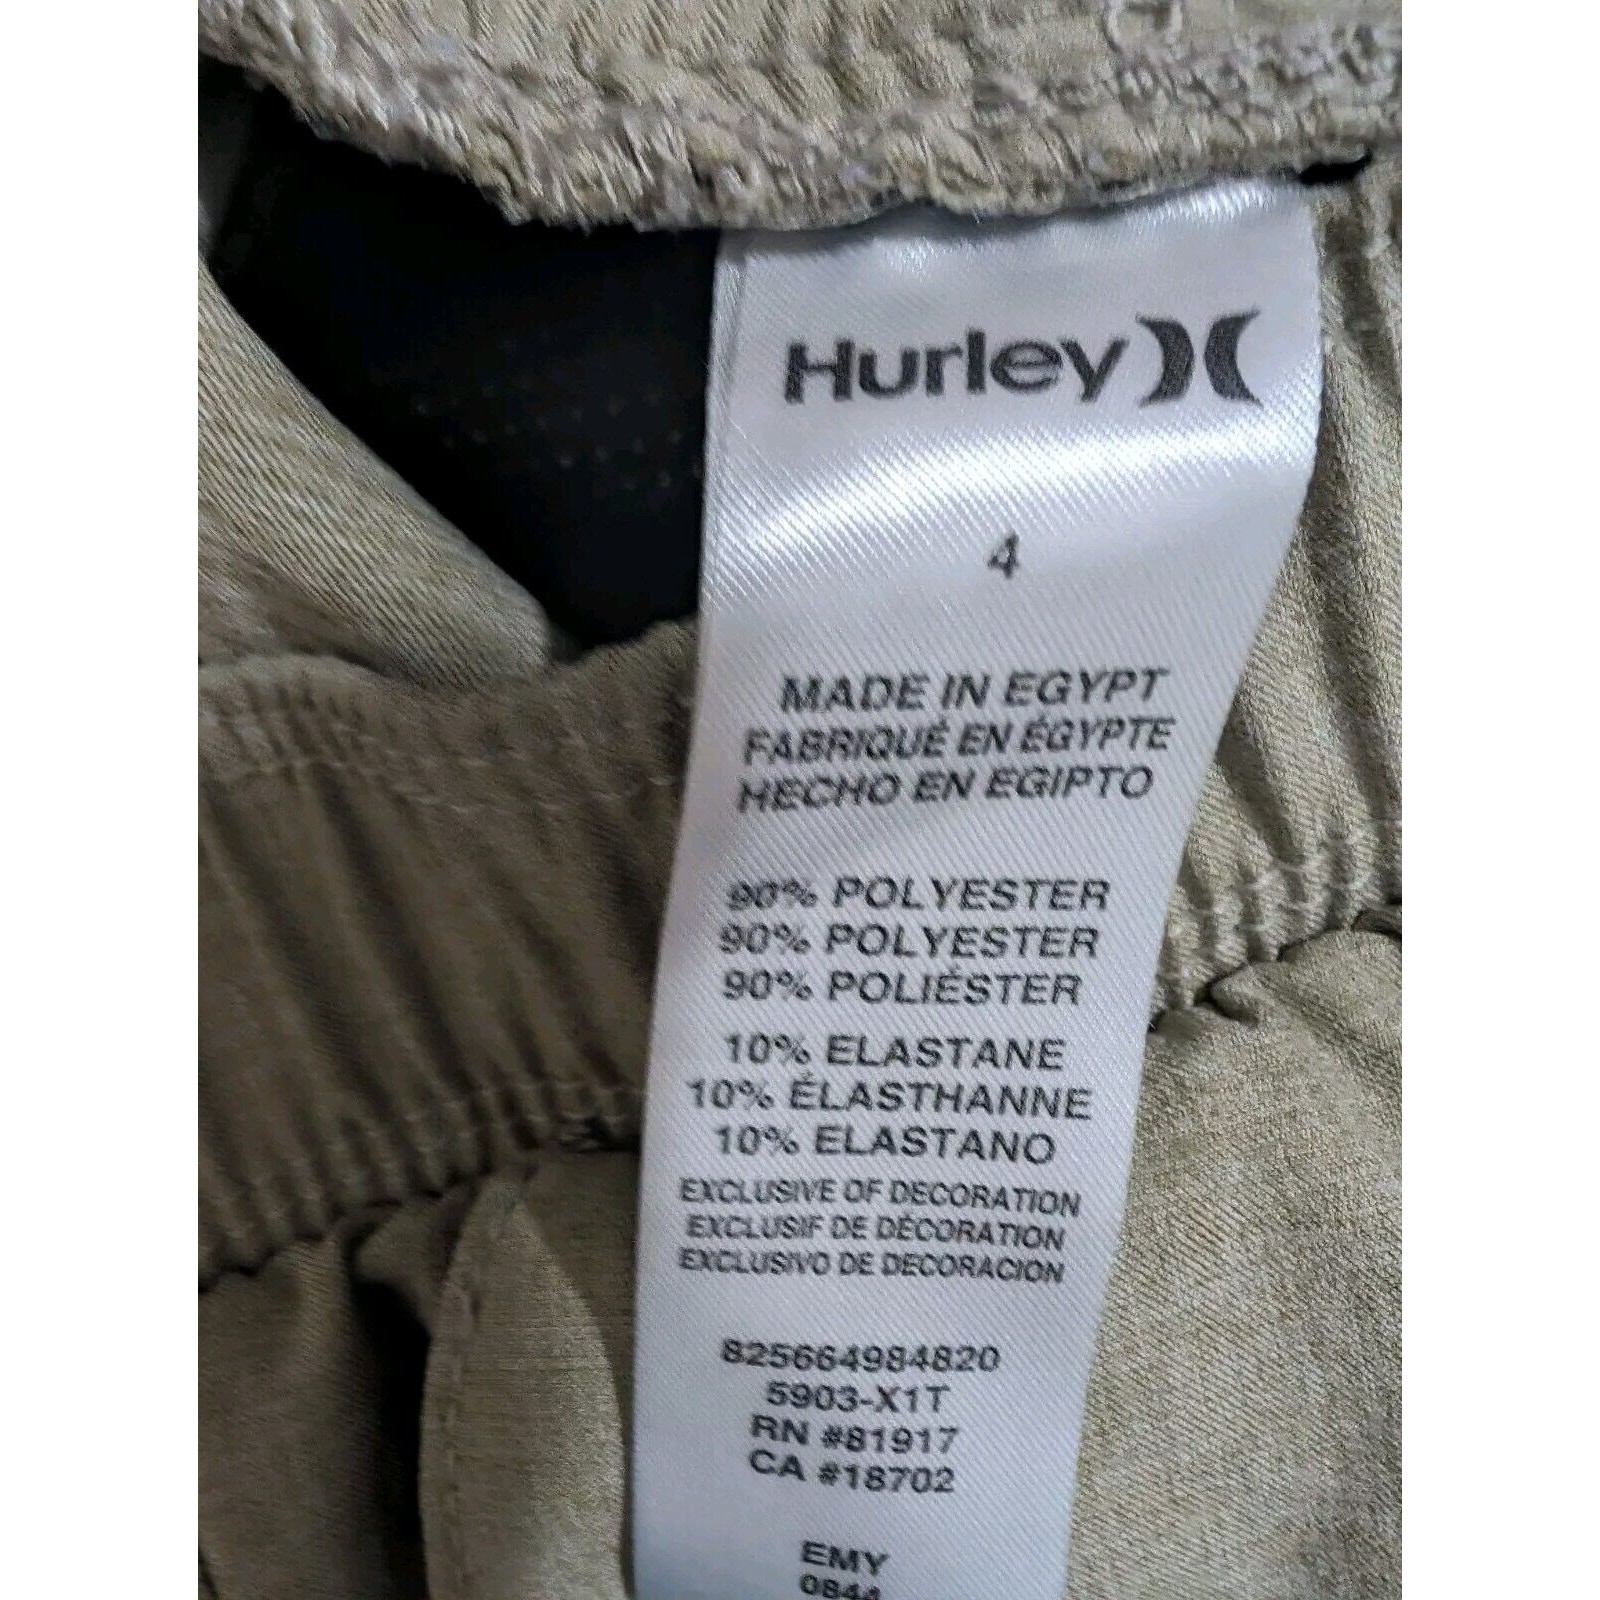 Hurley
4
MADE IN EGYPT
FABRIQUÉ EN ÉGYPTE
HECHO EN EGIPTO
90% POLYESTER
90% POLYESTER
90% POLIÉSTER
10% ELASTANE
10% ÉLASTHANNE
10% ELASTANO
EXCLUSIVE OF DECORATION
EXCLUSIF DE DÉCORATION
EXCLUSIVO DE DECORACION
825664984820
5903-X1T
RN #81917
CA #18702
EMY
0844